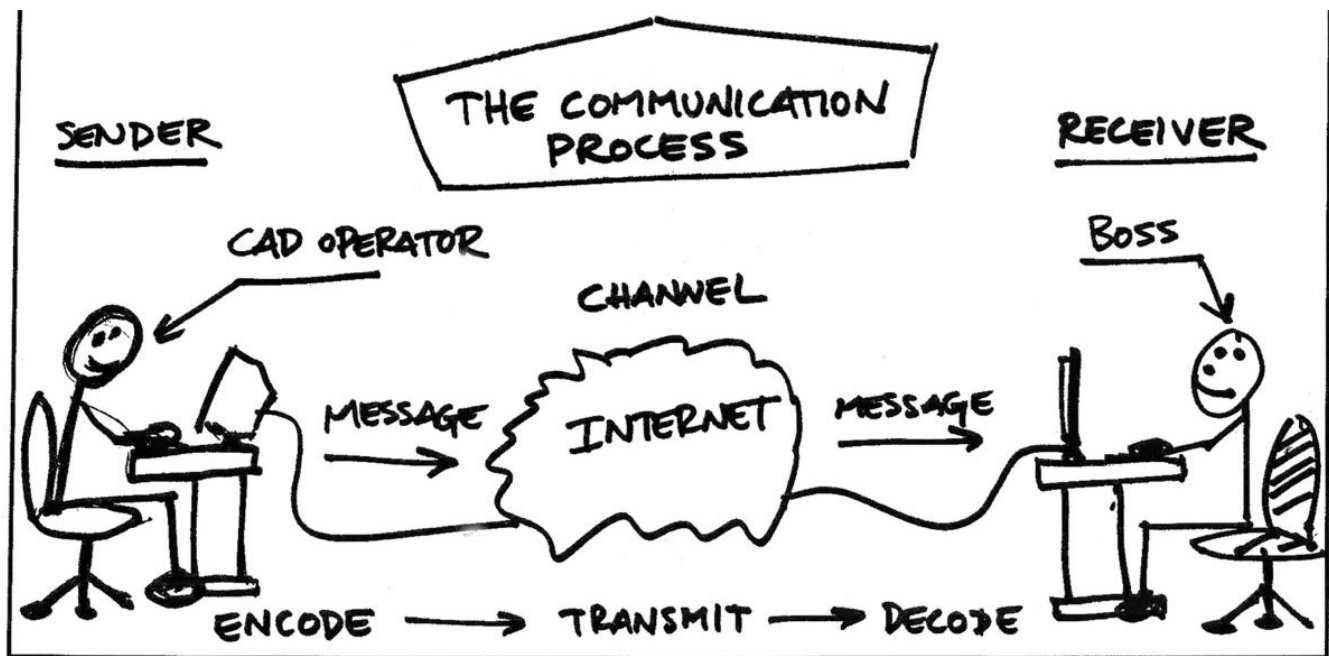 THE COMMUNICATION
PROCESS
SENDER
RECEIVER
CAD OPERATOR
BOSS
CHANNEL
MESSAGE
INTERNET
MESSAGE
ENCODE → TRANSMIT → DECODE